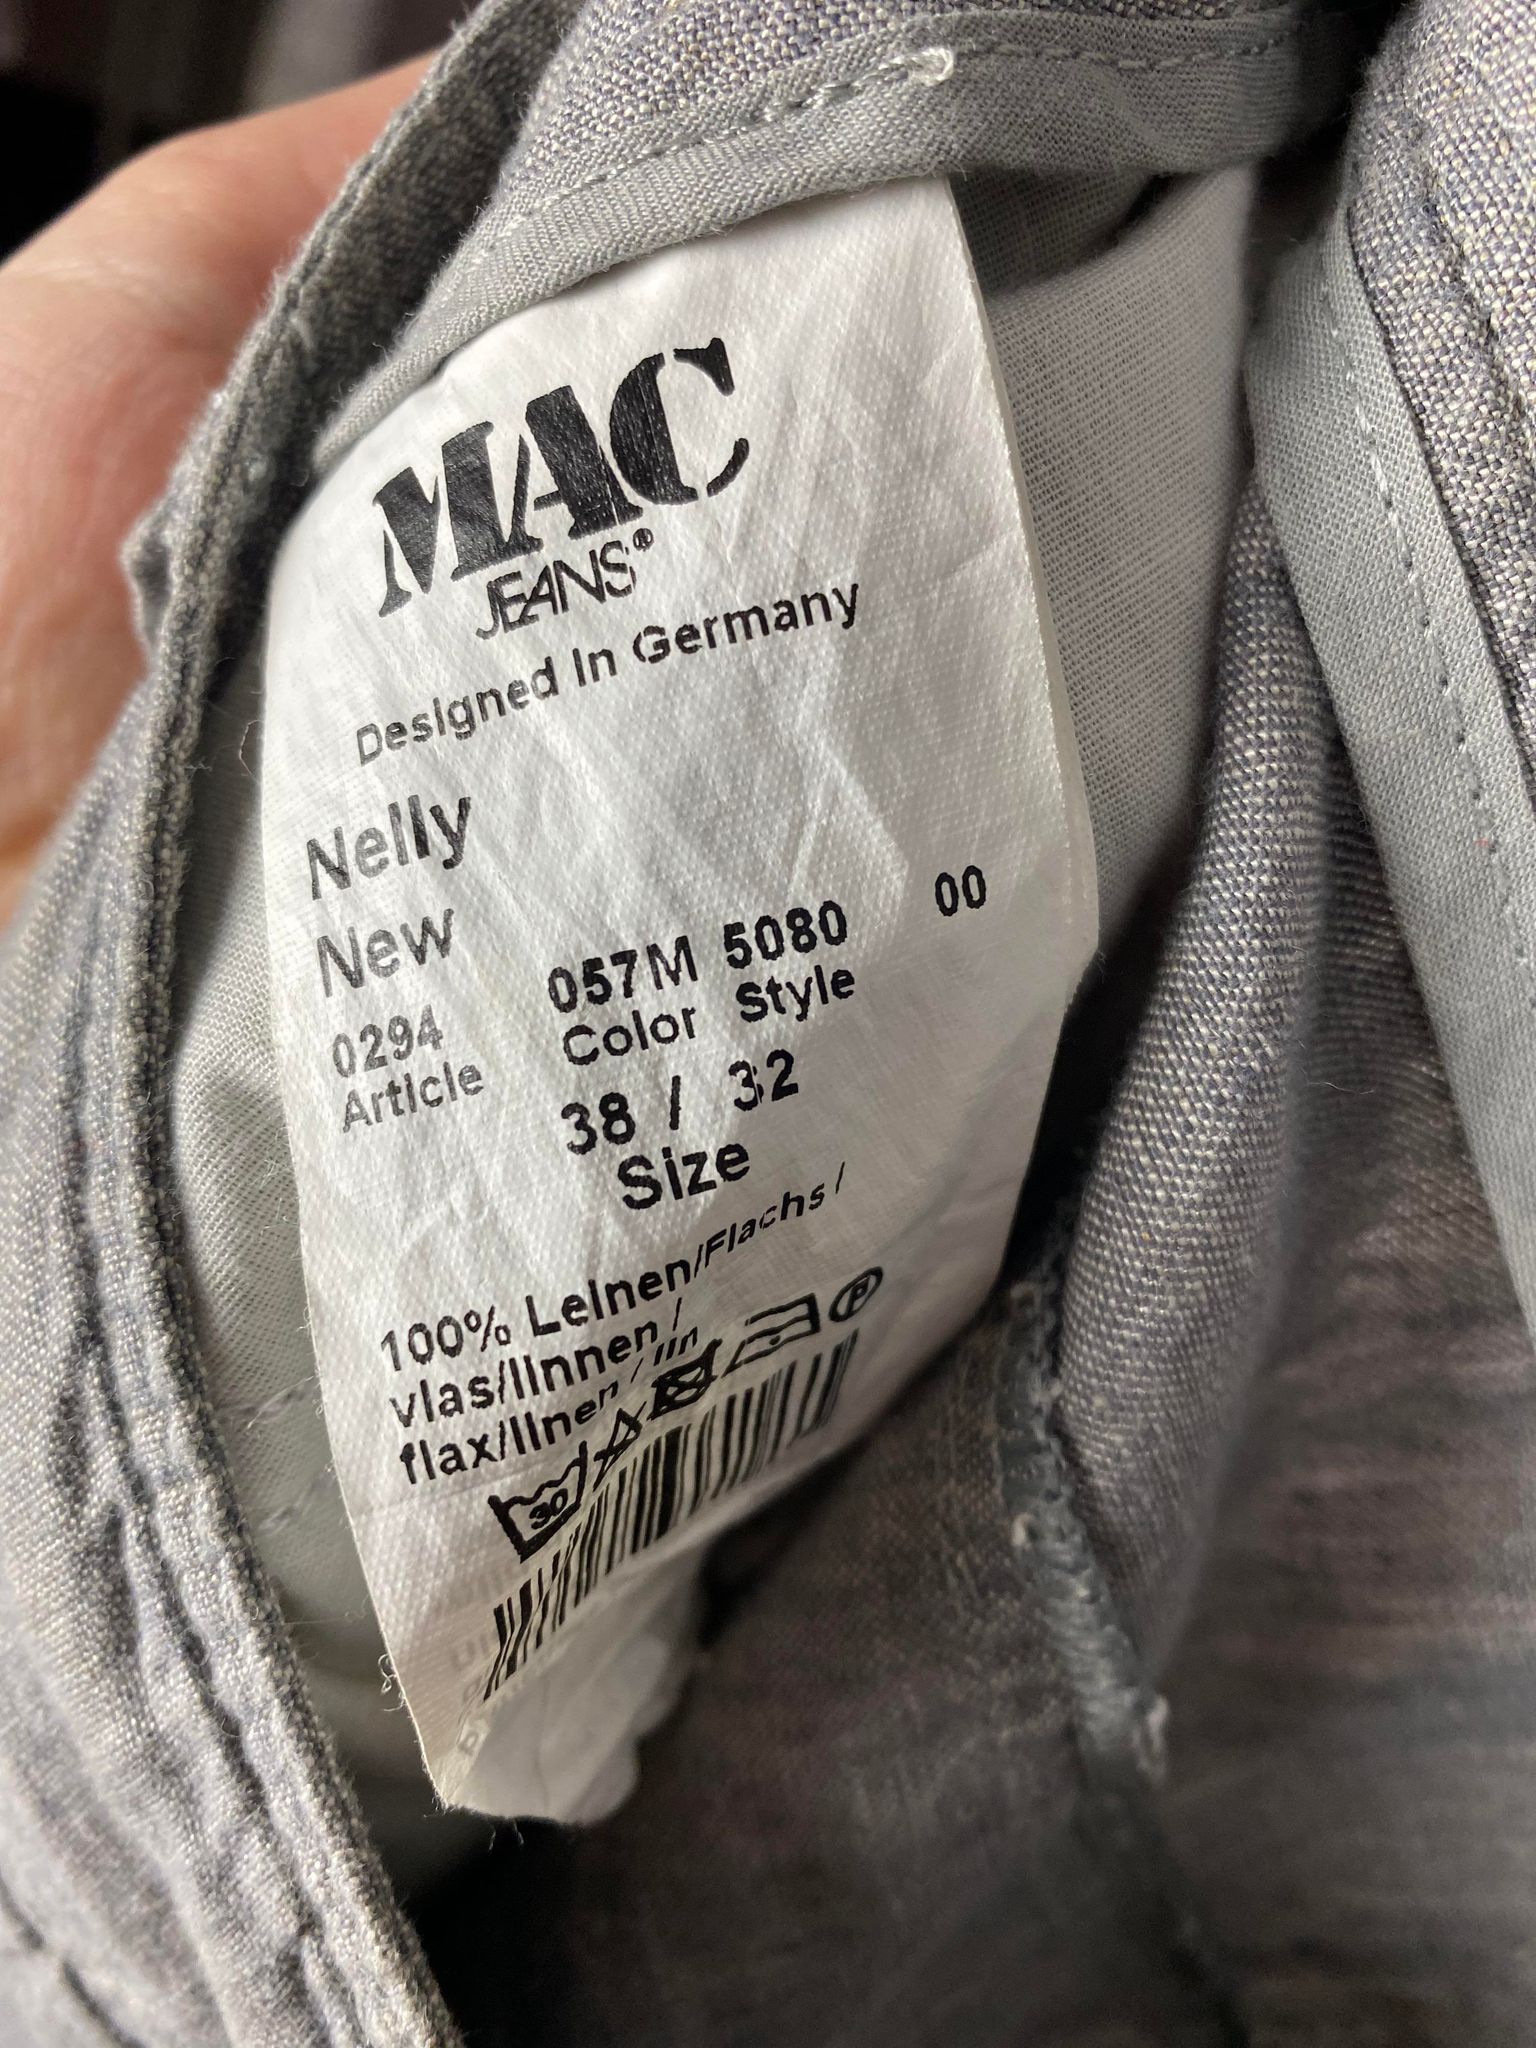 MAC
JEANS®
Designed in Germany
Nelly
New
0294 057M 5080 00
Article Color Style
38 / 32
Size
100% Leinen/Flachs /
vlas/linnen /
flax/linen / lin
30 P